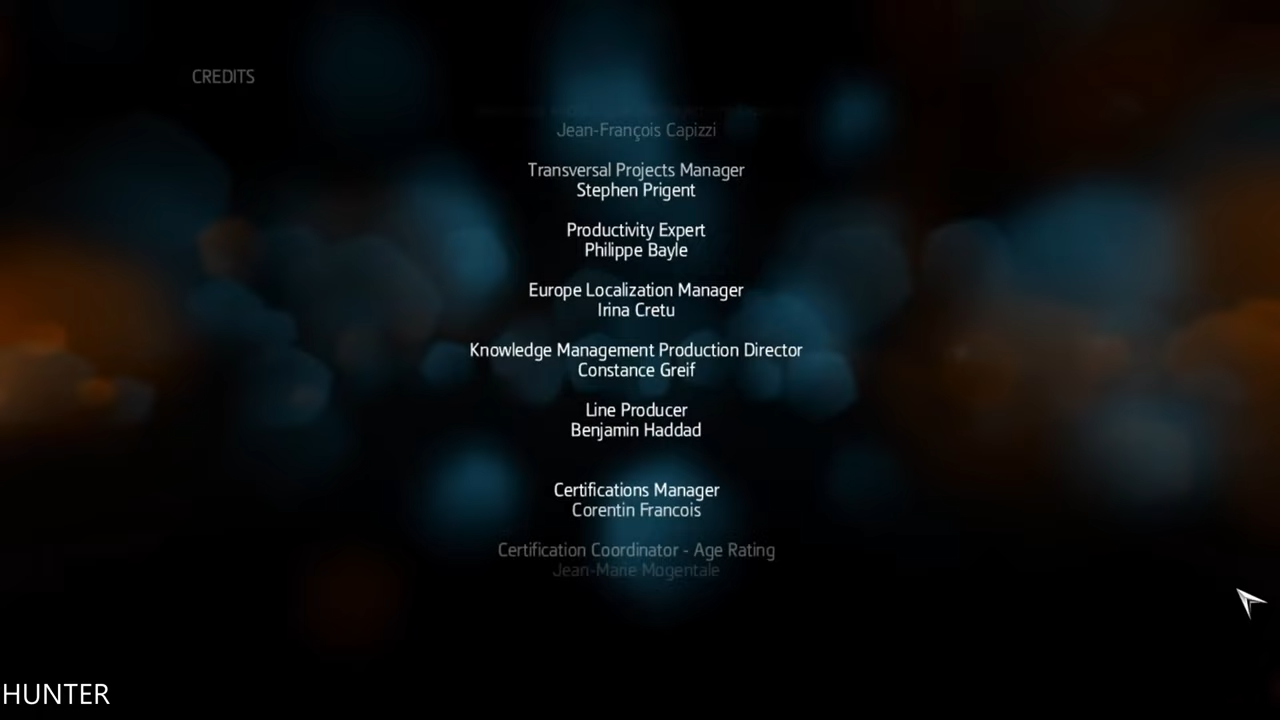 CREDITS
Jean-François Capizzi
Transversal Projects Manager
Stephen Prigent
Productivity Expert
Philippe Bayle
Europe Localization Manager
Irina Cretu
Knowledge Management Production Director
Constance Greif
Line Producer
Benjamin Haddad
Certifications Manager
Corentin Francois
Certification Coordinator - Age Rating
Jean-Marie Mogentale
HUNTER